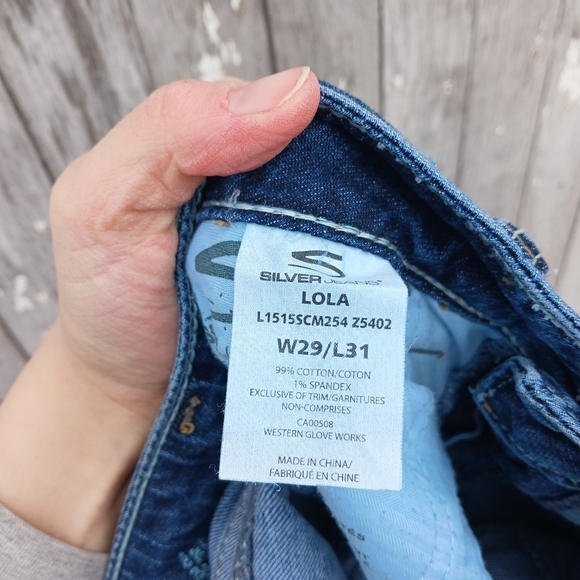 SILVER JEANS
LOLA
L1515SCM254 Z5402
W29/L31
99% COTTON/COTON
1% SPANDEX
EXCLUSIVE OF TRIM/GARNITURES
NON-COMPRISES
CA00508
WESTERN GLOVE WORKS
MADE IN CHINA/
FABRIQUÉ EN CHINE